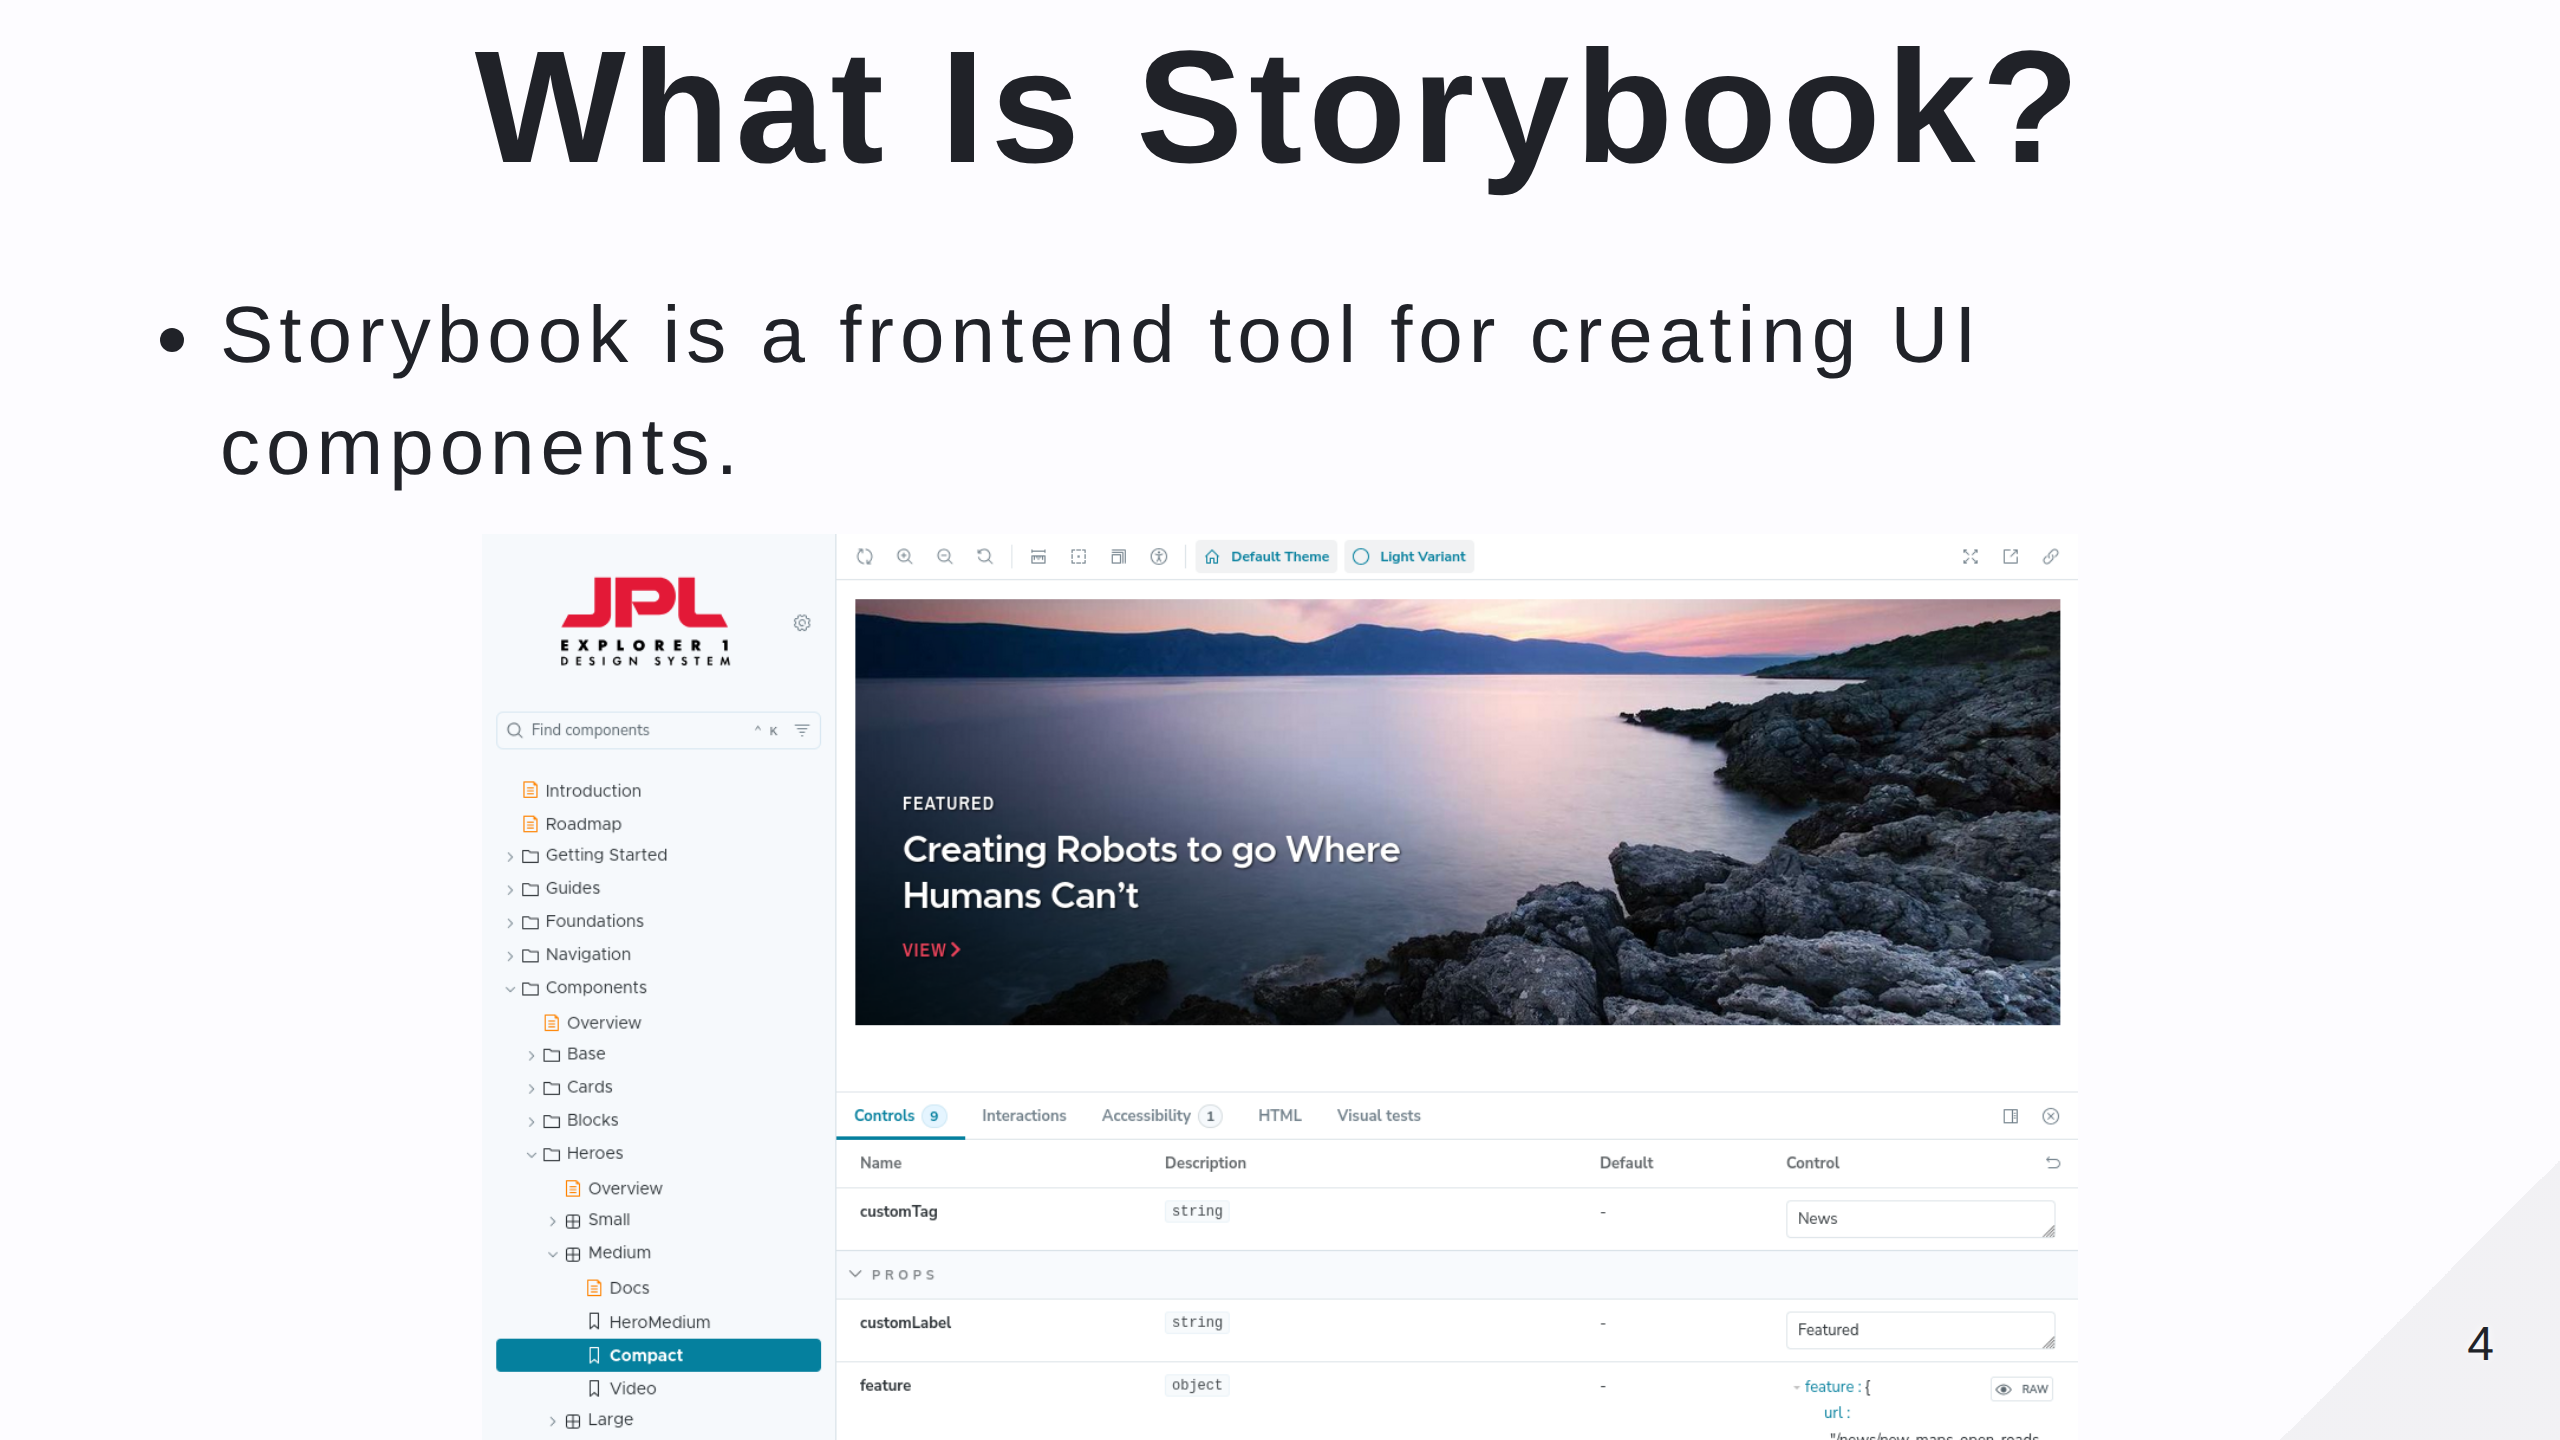 What Is Storybook?
• Storybook is a frontend tool for creating UI
components.
JPL
EXPLORER 1
DESIGN SYSTEM
Find components ^ K
Introduction
Roadmap
Getting Started
Guides
Foundations
Navigation
Components
Overview
Base
Cards
Blocks
Heroes
Overview
Small
Medium
Docs
HeroMedium
Compact
Video
Large
Default Theme Light Variant
FEATURED
Creating Robots to go Where
Humans Can’t
VIEW
Controls 9 Interactions Accessibility 1 HTML Visual tests
Name Description Default Control
customTag string - News
PROPS
customLabel string - Featured
feature object - feature : { RAW
url :
4